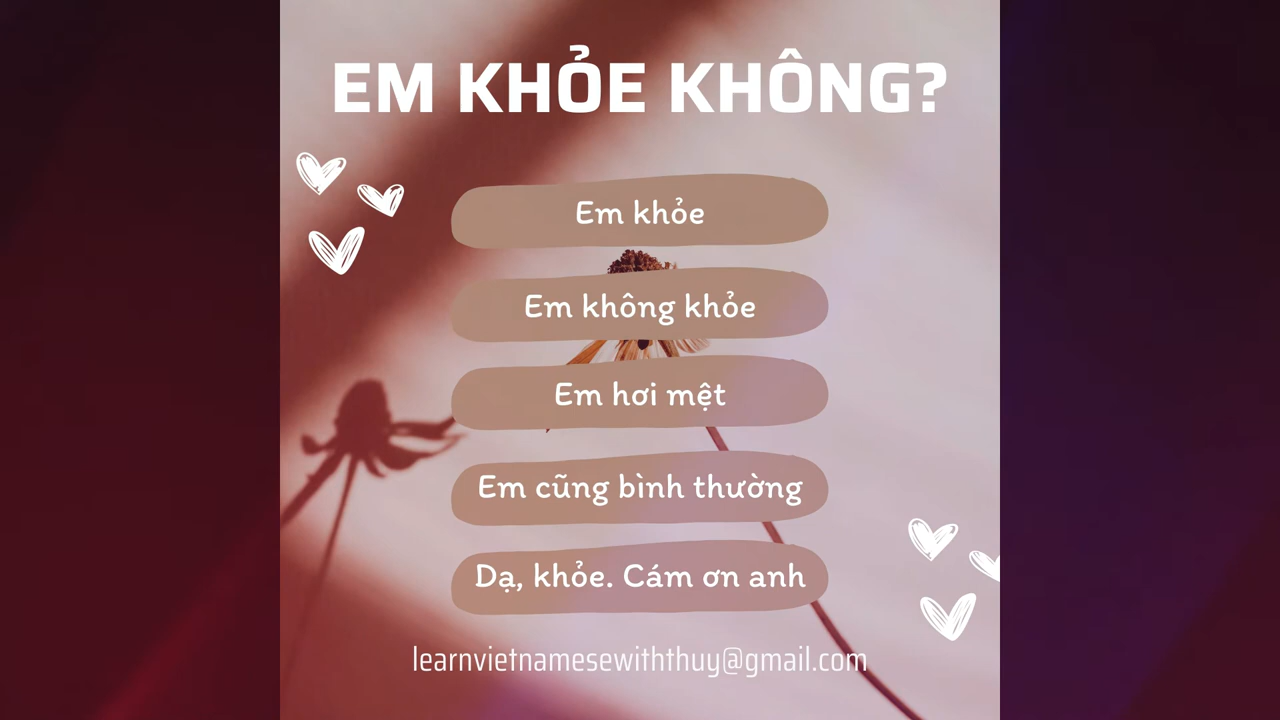 EM KHỎE KHÔNG?
Em khỏe
Em không khỏe
Em hơi mệt
Em cũng bình thường
Dạ, khỏe. Cám ơn anh
learnvietnamesewiththuy@gmail.com